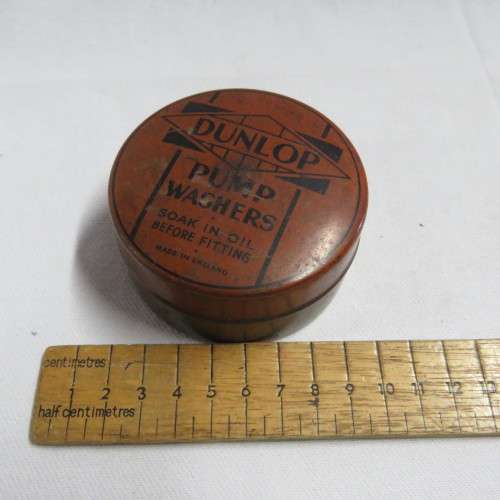 DUNLOP
PUMP
WASHERS
SOAK IN OIL
BEFORE FITTING
MADE IN ENGLAND
centimetres
1 2 3 4 5 6 7 8 9 10 11 12 13
half centimetres